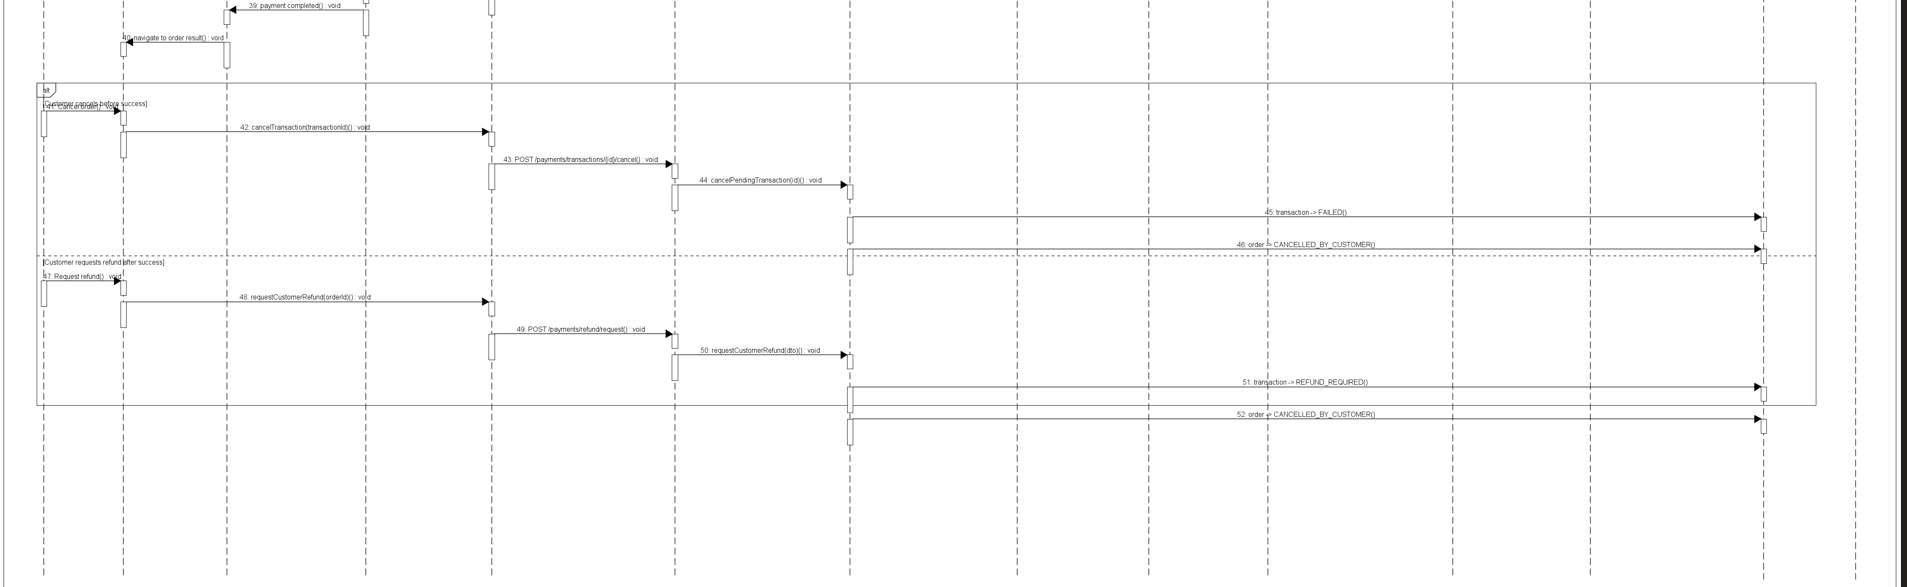 39: payment completed() : void
40: navigate to order result() : void
alt
[Customer cancels before success]
41: Cancel order() : void
42: cancelTransaction(transactionId)() : void
43: POST /payments/transactions/{id}/cancel() : void
44: cancelPendingTransaction(id)() : void
45: transaction -> FAILED()
46: order -> CANCELLED_BY_CUSTOMER()
[Customer requests refund after success]
47: Request refund() : void
48: requestCustomerRefund(orderId)() : void
49: POST /payments/refund/request() : void
50: requestCustomerRefund(dto)() : void
51: transaction -> REFUND_REQUIRED()
52: order -> CANCELLED_BY_CUSTOMER()